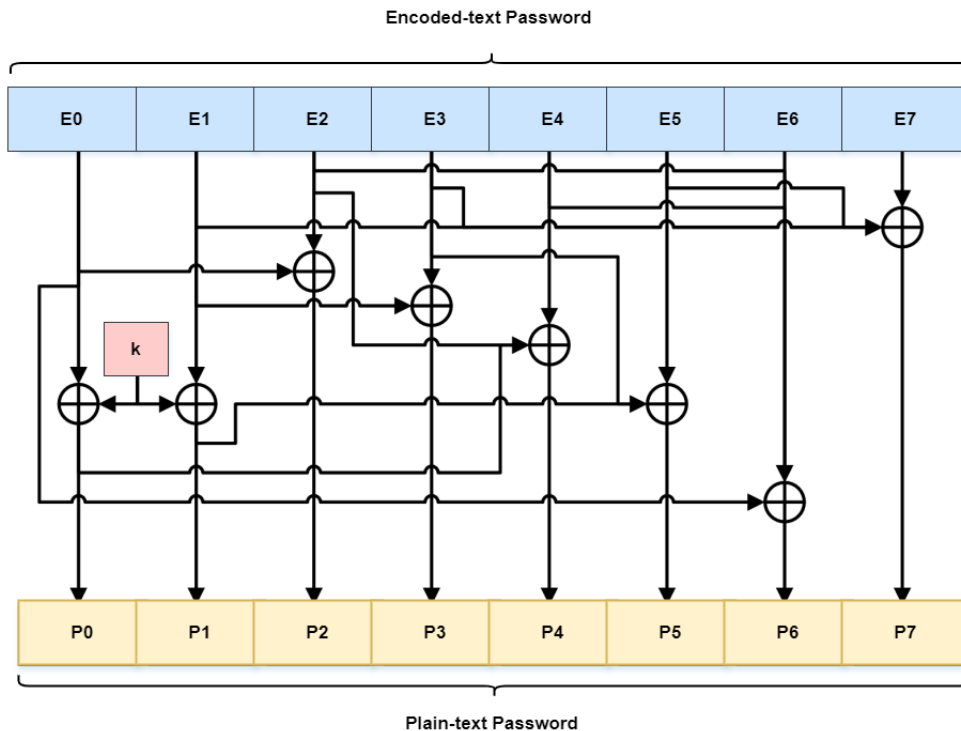 Encoded-text Password
E0 E1 E2 E3 E4 E5 E6 E7
k
P0 P1 P2 P3 P4 P5 P6 P7
Plain-text Password